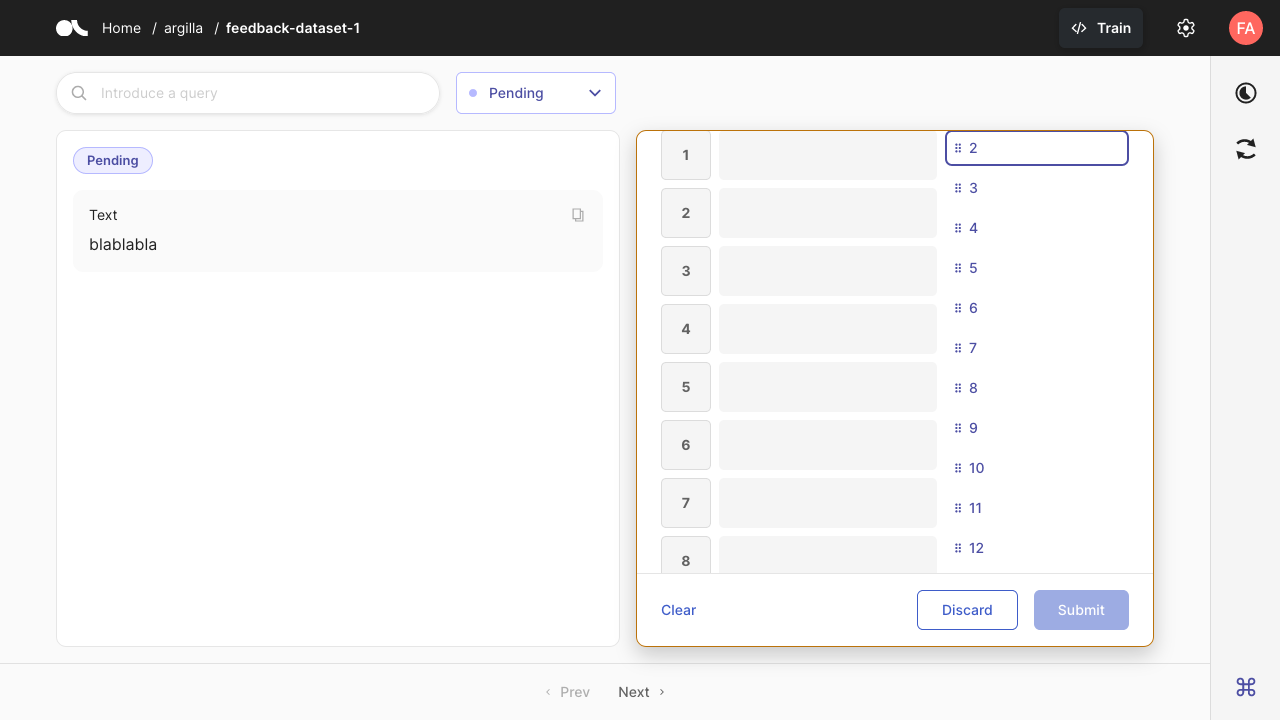 Home / argilla / feedback-dataset-1
Train
FA
Introduce a query
Pending
Pending
Text
blablabla
1
2
3
4
5
6
7
8
2
3
4
5
6
7
8
9
10
11
12
Clear
Discard
Submit
Prev
Next